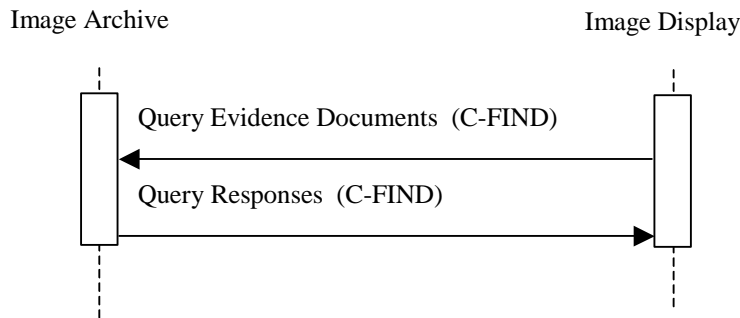 Image Archive
Image Display
Query Evidence Documents (C-FIND)
Query Responses (C-FIND)